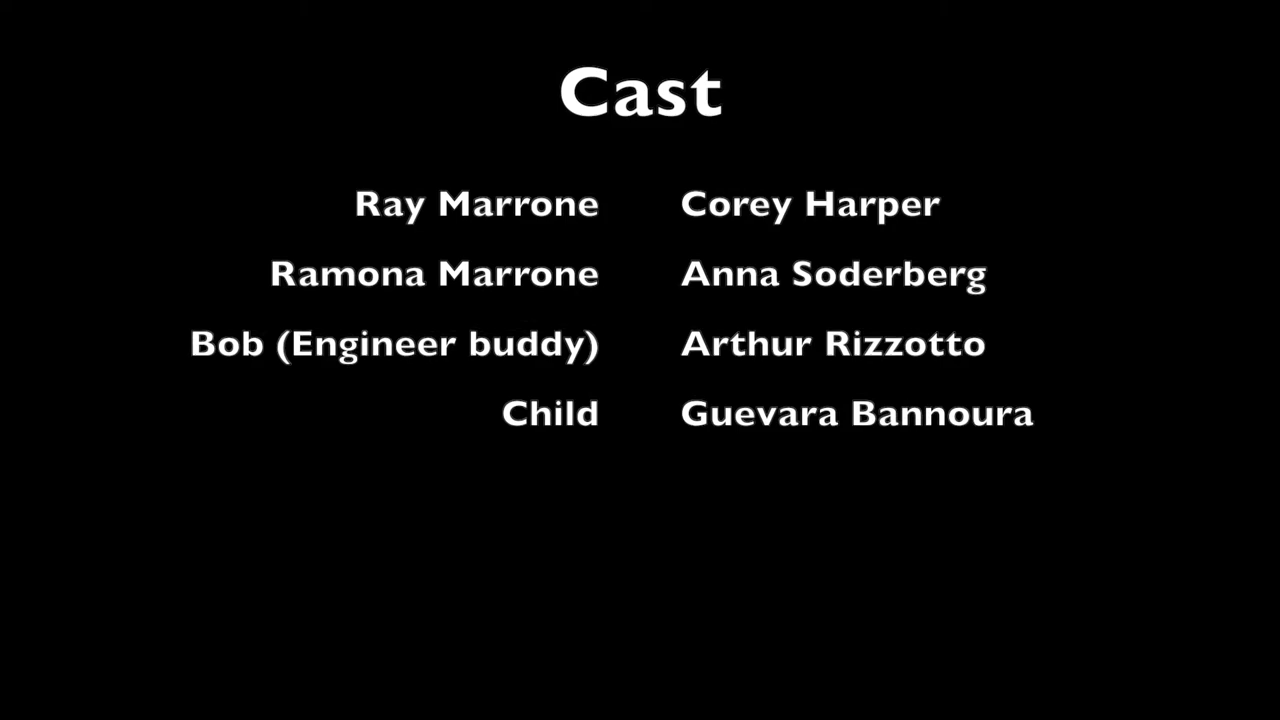 Cast
Ray Marrone Corey Harper
Ramona Marrone Anna Soderberg
Bob (Engineer buddy) Arthur Rizzotto
Child Guevara Bannoura